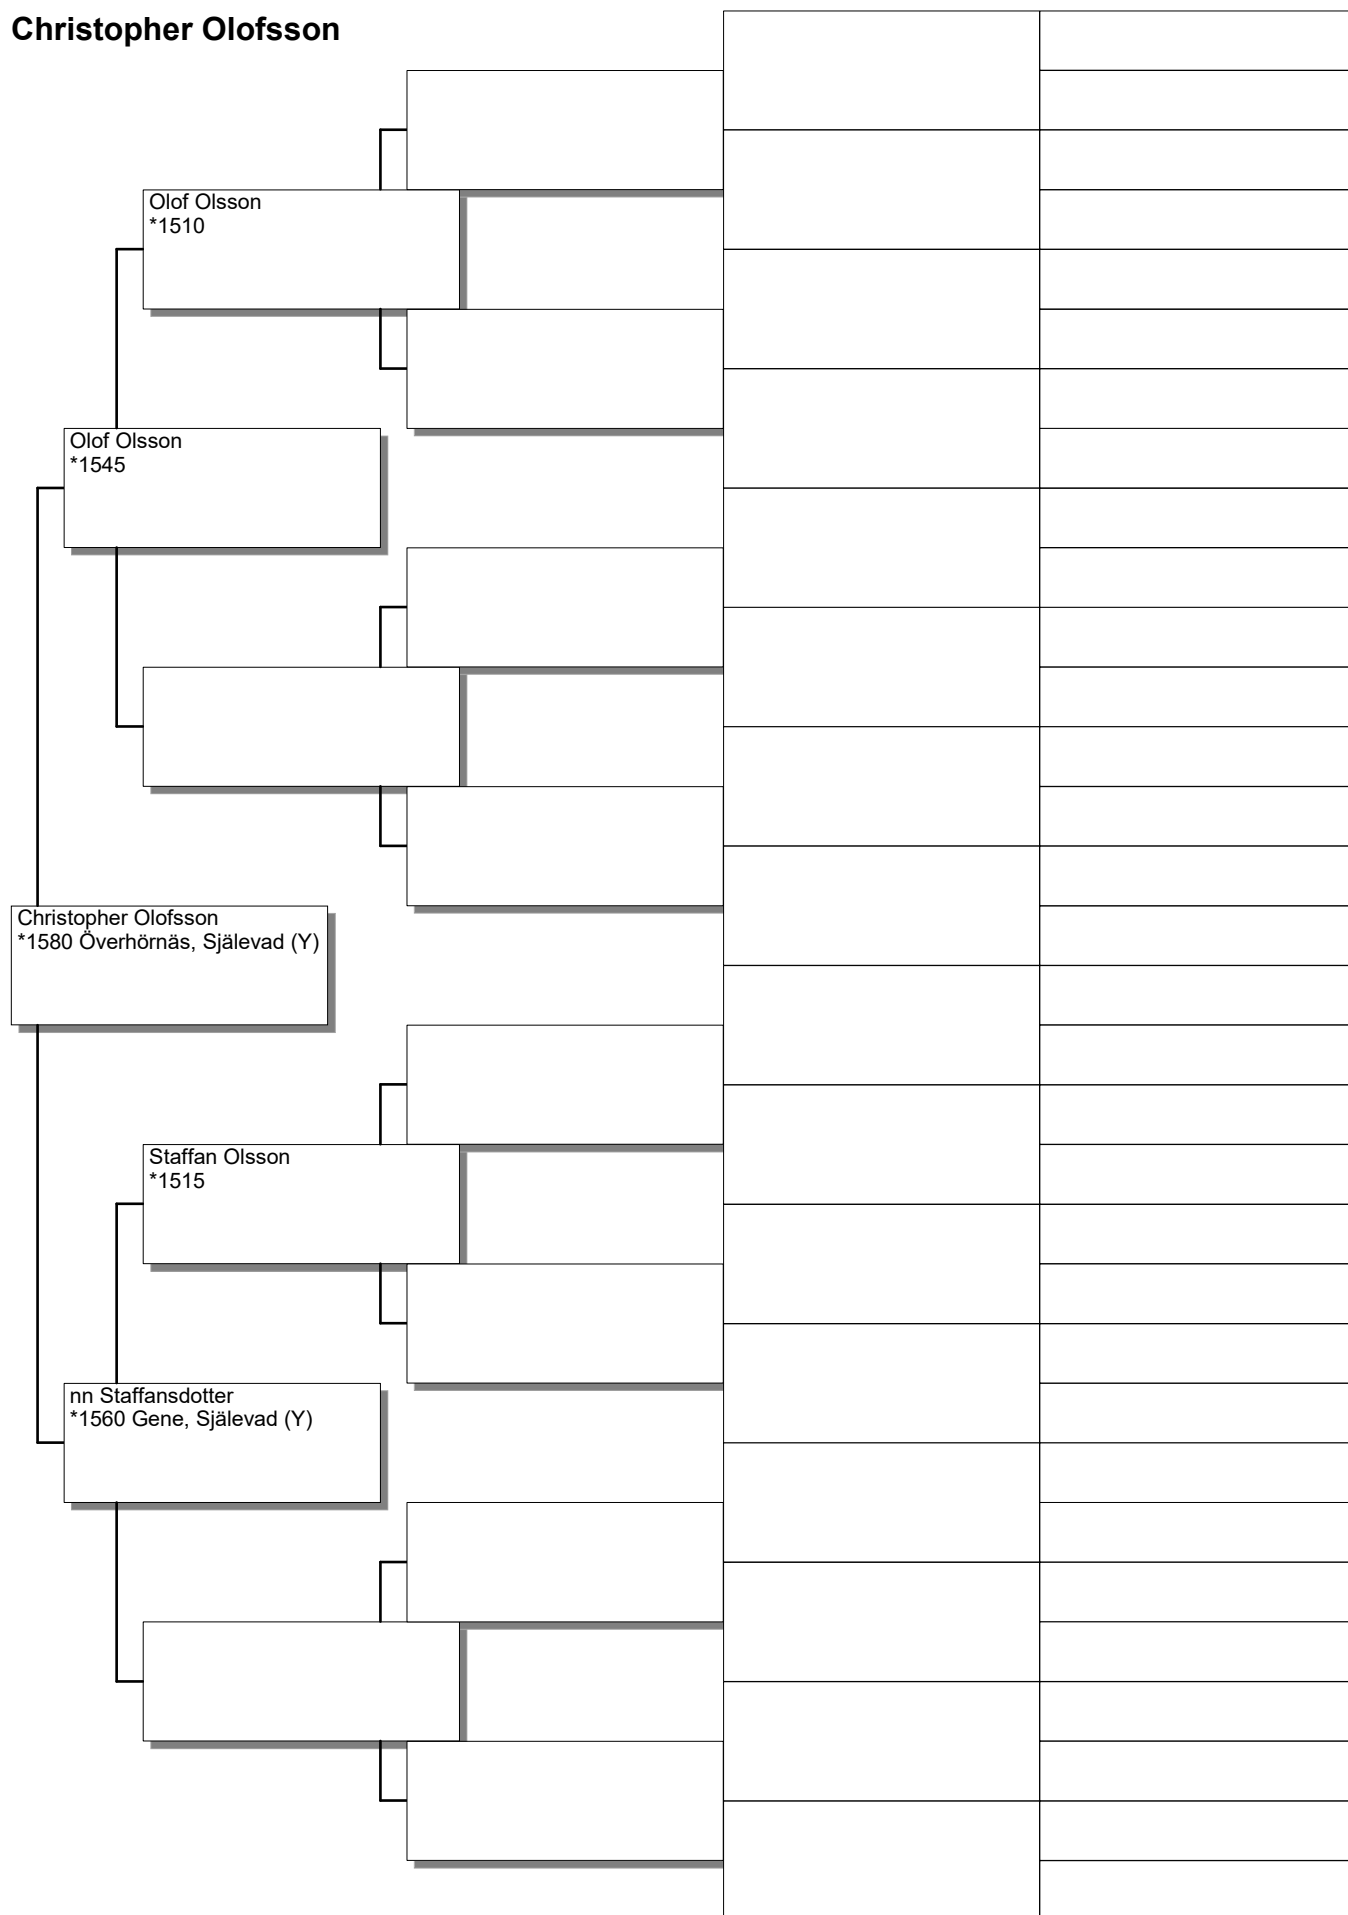 Christopher Olofsson
Olof Olsson
*1510
Olof Olsson
*1545
Christopher Olofsson
*1580 Överhörnäs, Själevad (Y)
Staffan Olsson
*1515
nn Staffansdotter
*1560 Gene, Själevad (Y)